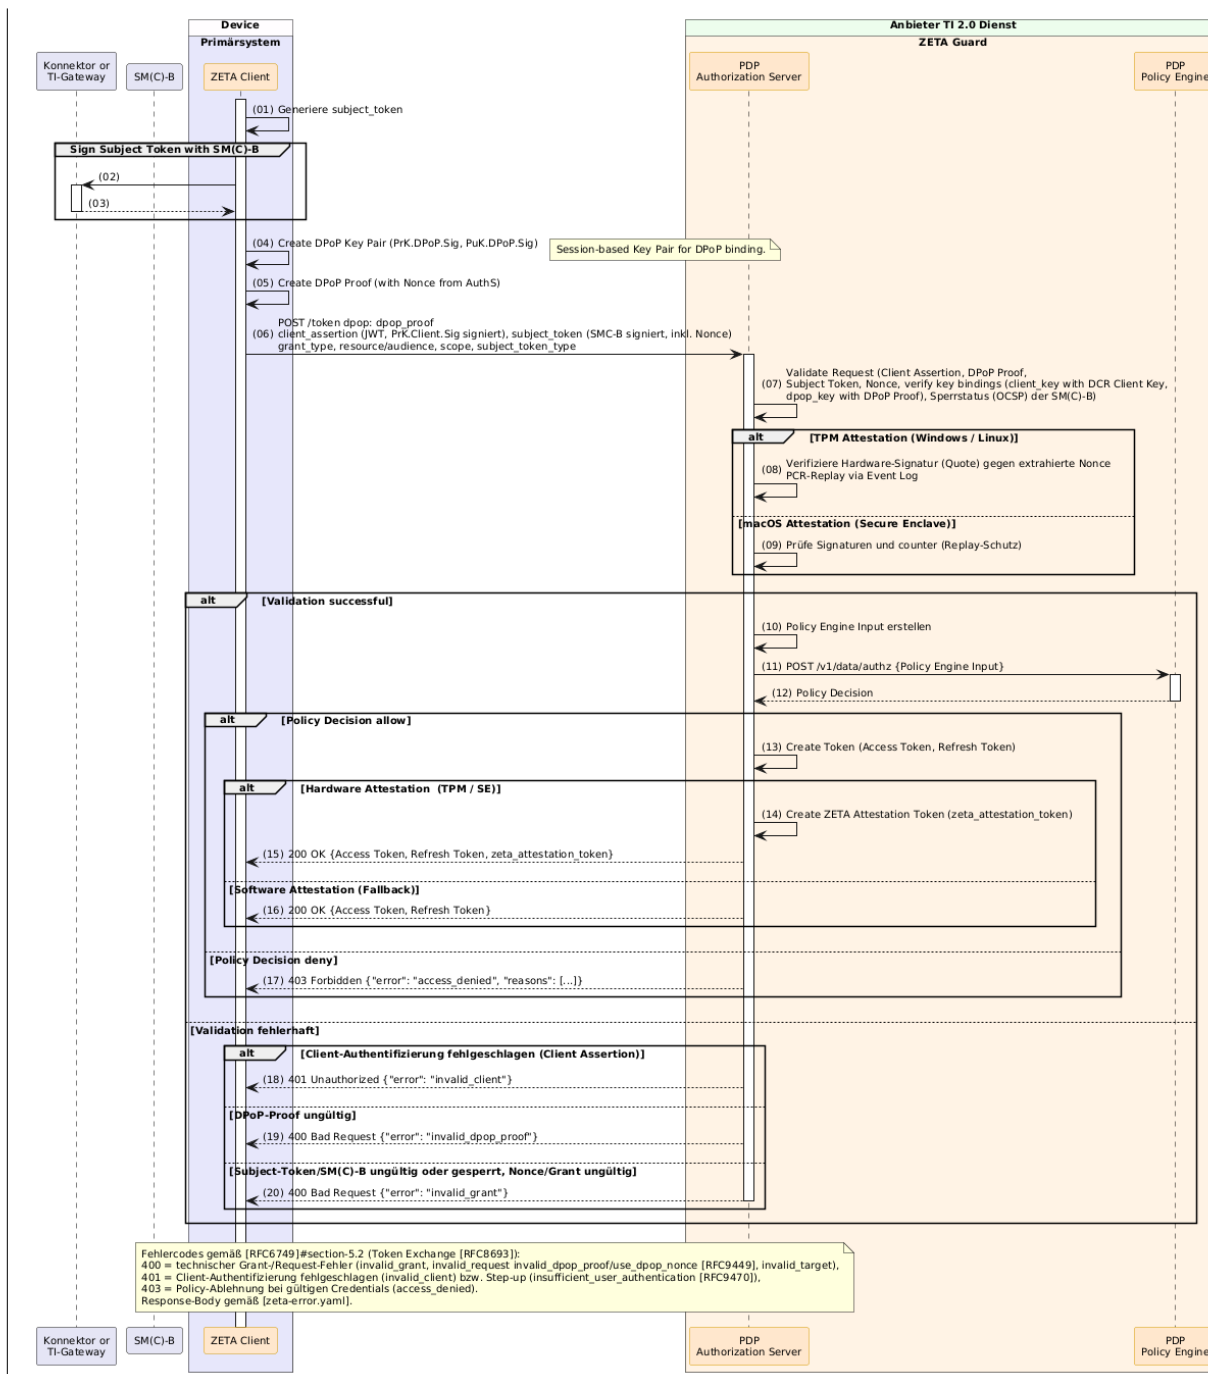 Device
Anbieter TI 2.0 Dienst
Primärsystem
ZETA Guard
Konnektor or
TI-Gateway
SM(C)-B
ZETA Client
PDP
Authorization Server
PDP
Policy Engine
(01) Generiere subject_token
Sign Subject Token with SM(C)-B
(02)
(03)
(04) Create DPoP Key Pair (PrK.DPoP.Sig, PuK.DPoP.Sig)
Session-based Key Pair for DPoP binding.
(05) Create DPoP Proof (with Nonce from AuthS)
POST /token dpop: dpop_proof
(06) client_assertion (JWT, PrK.Client.Sig signiert), subject_token (SMC-B signiert, inkl. Nonce)
grant_type, resource/audience, scope, subject_token_type
Validate Request (Client Assertion, DPoP Proof,
(07) Subject Token, Nonce, verify key bindings (client_key with DCR Client Key,
dpop_key with DPoP Proof), Sperrstatus (OCSP) der SM(C)-B)
alt [TPM Attestation (Windows / Linux)]
(08) Verifiziere Hardware-Signatur (Quote) gegen extrahierte Nonce
PCR-Replay via Event Log
[macOS Attestation (Secure Enclave)]
(09) Prüfe Signaturen und counter (Replay-Schutz)
alt [Validation successful]
(10) Policy Engine Input erstellen
(11) POST /v1/data/authz {Policy Engine Input}
(12) Policy Decision
alt [Policy Decision allow]
(13) Create Token (Access Token, Refresh Token)
alt [Hardware Attestation (TPM / SE)]
(14) Create ZETA Attestation Token (zeta_attestation_token)
(15) 200 OK {Access Token, Refresh Token, zeta_attestation_token}
[Software Attestation (Fallback)]
(16) 200 OK {Access Token, Refresh Token}
[Policy Decision deny]
(17) 403 Forbidden {"error": "access_denied", "reasons": [...]}
[Validation fehlerhaft]
alt [Client-Authentifizierung fehlgeschlagen (Client Assertion)]
(18) 401 Unauthorized {"error": "invalid_client"}
[DPoP-Proof ungültig]
(19) 400 Bad Request {"error": "invalid_dpop_proof"}
[Subject-Token/SM(C)-B ungültig oder gesperrt, Nonce/Grant ungültig]
(20) 400 Bad Request {"error": "invalid_grant"}
Fehlercodes gemäß [RFC6749]#section-5.2 (Token Exchange [RFC8693]):
400 = technischer Grant-/Request-Fehler (invalid_grant, invalid_request invalid_dpop_proof/use_dpop_nonce [RFC9449], invalid_target),
401 = Client-Authentifizierung fehlgeschlagen (invalid_client) bzw. Step-up (insufficient_user_authentication [RFC9470]),
403 = Policy-Ablehnung bei gültigen Credentials (access_denied).
Response-Body gemäß [zeta-error.yaml].
Konnektor or
TI-Gateway
SM(C)-B
ZETA Client
PDP
Authorization Server
PDP
Policy Engine